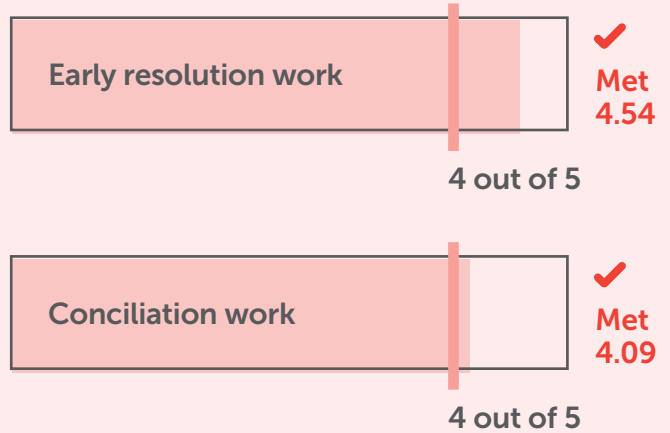 Early resolution work
Met
4.54
4 out of 5
Conciliation work
Met
4.09
4 out of 5